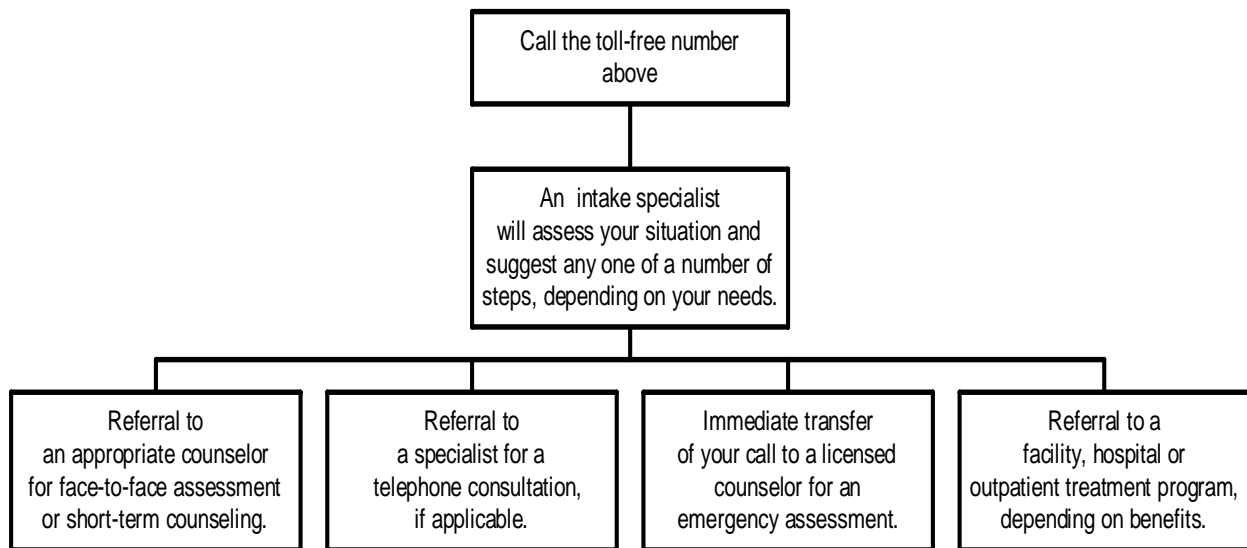 Call the toll-free number
above
An intake specialist
will assess your situation and
suggest any one of a number of
steps, depending on your needs.
Referral to
an appropriate counselor
for face-to-face assessment
or short-term counseling.
Referral to
a specialist for a
telephone consultation,
if applicable.
Immediate transfer
of your call to a licensed
counselor for an
emergency assessment.
Referral to a
facility, hospital or
outpatient treatment program,
depending on benefits.